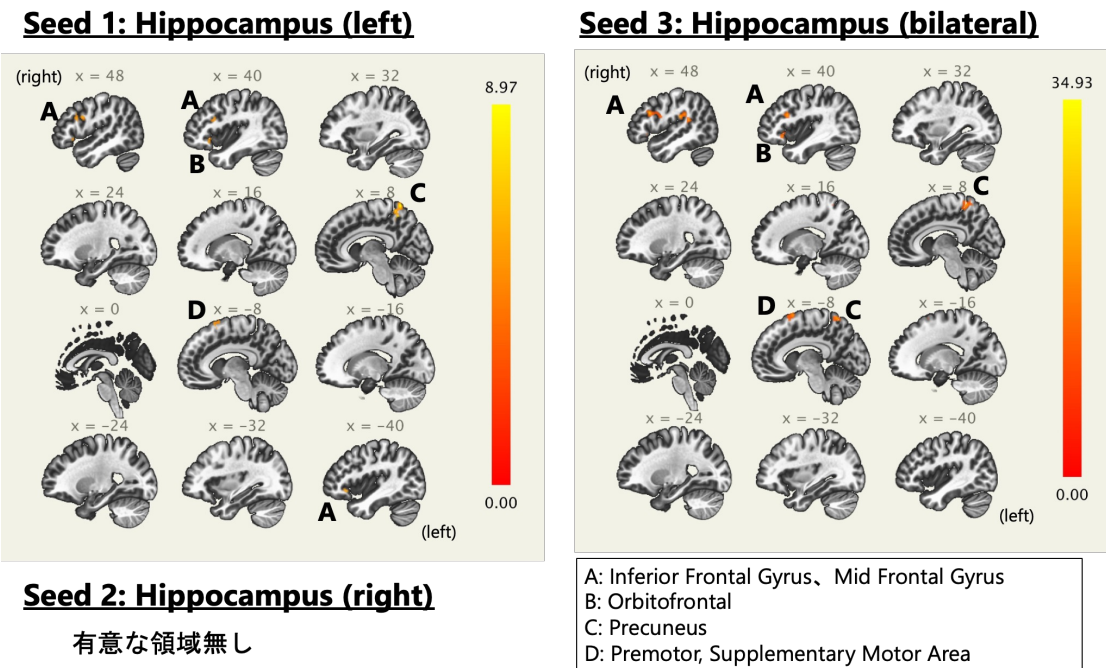 Seed 1: Hippocampus (left)
(right)
x = 48
x = 40
x = 32
8.97
A
A
B
x = 24
x = 16
x = 8
C
x = 0
D
x = −8
x = −16
x = −24
x = −32
x = −40
0.00
A
(left)
Seed 2: Hippocampus (right)
有意な領域無し
Seed 3: Hippocampus (bilateral)
(right)
x = 48
x = 40
x = 32
34.93
A
A
B
x = 24
x = 16
x = 8
C
x = 0
D
x = −8
C
x = −16
x = −24
x = −32
x = −40
0.00
(left)
A: Inferior Frontal Gyrus、Mid Frontal Gyrus
B: Orbitofrontal
C: Precuneus
D: Premotor, Supplementary Motor Area